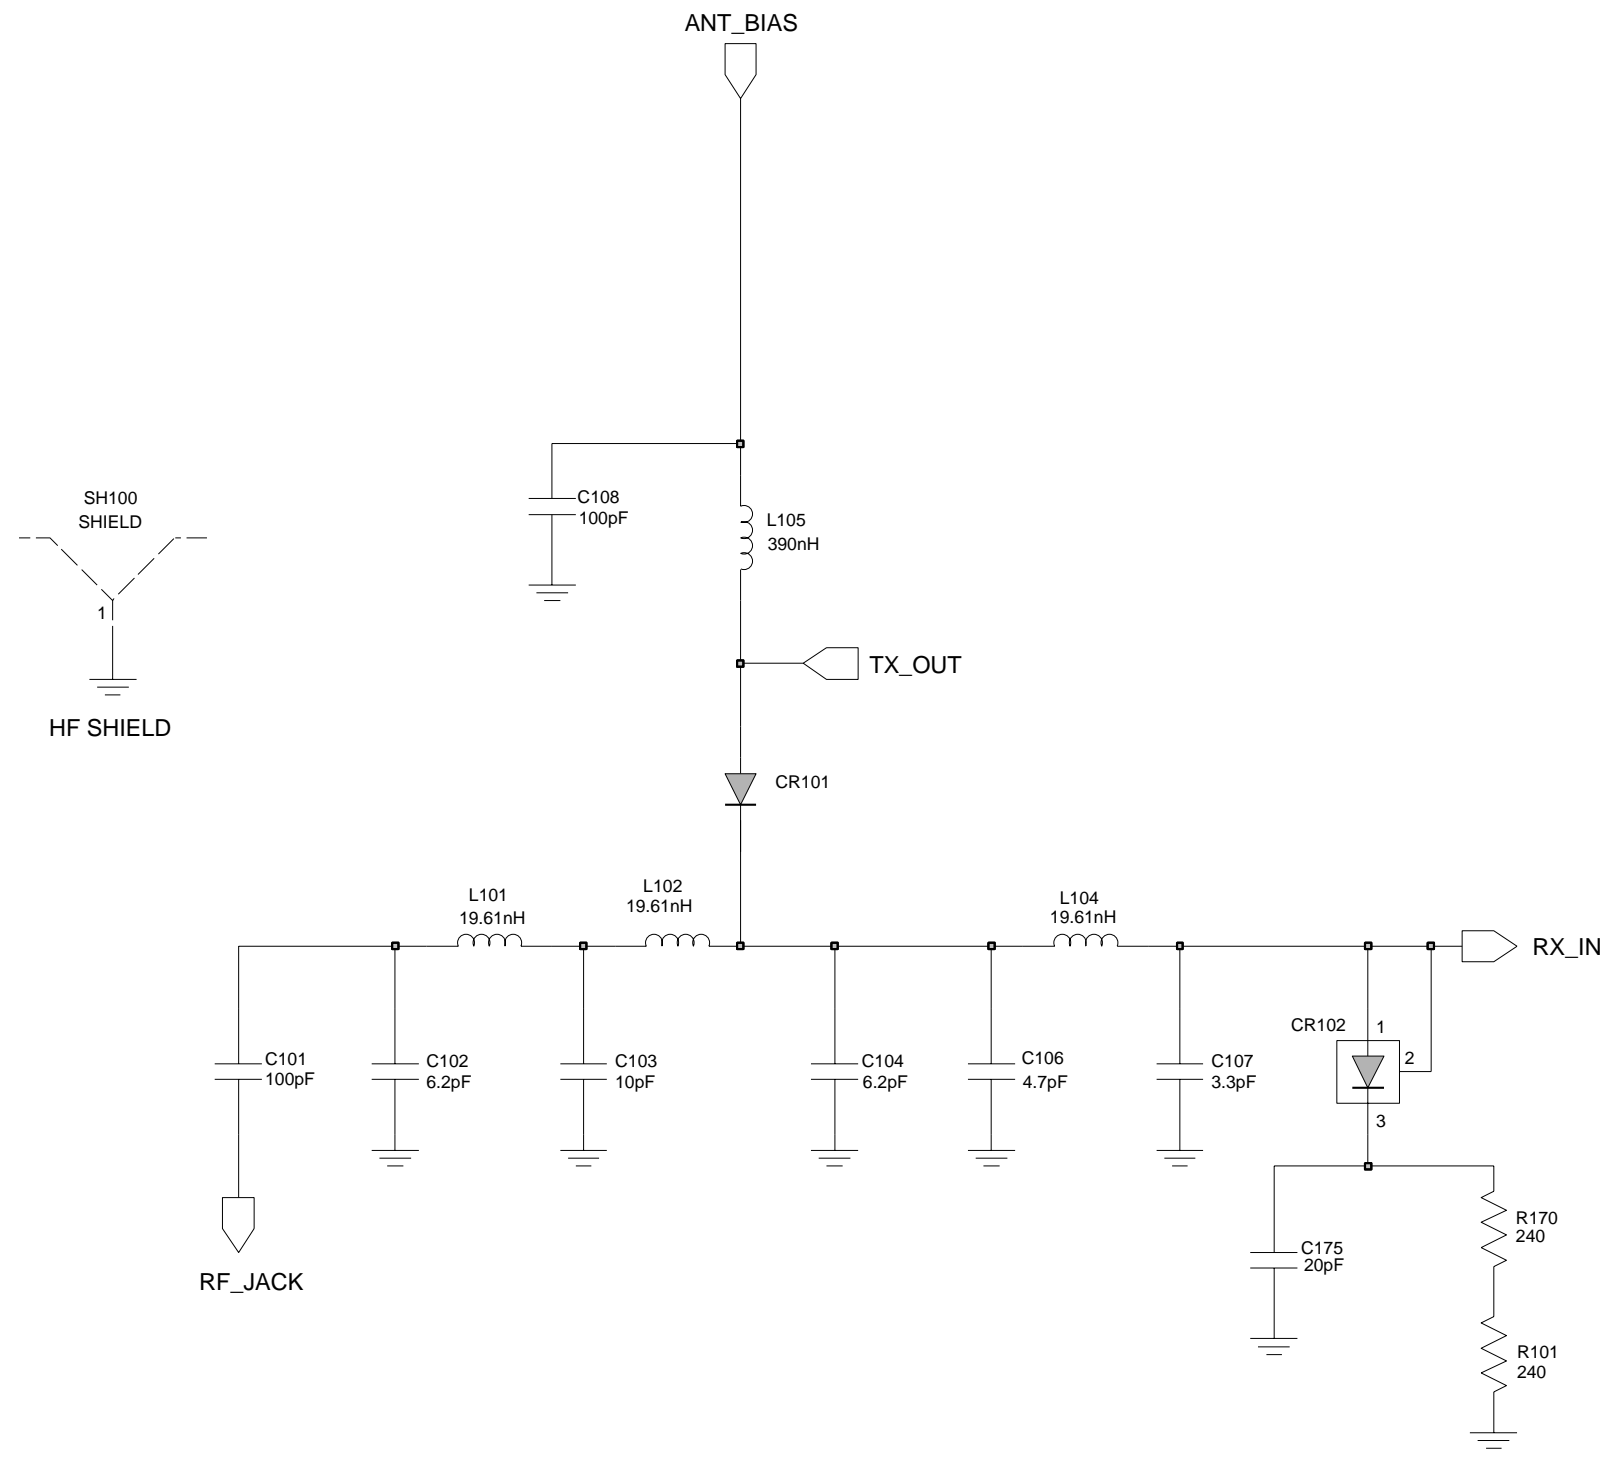 ANT_BIAS
SH100
SHIELD
1
HF SHIELD
C108
100pF
L105
390nH
TX_OUT
CR101
L101
19.61nH
L102
19.61nH
L104
19.61nH
RX_IN
C101
100pF
C102
6.2pF
C103
10pF
C104
6.2pF
C106
4.7pF
C107
3.3pF
CR102
1
2
3
RF_JACK
C175
20pF
R170
240
R101
240